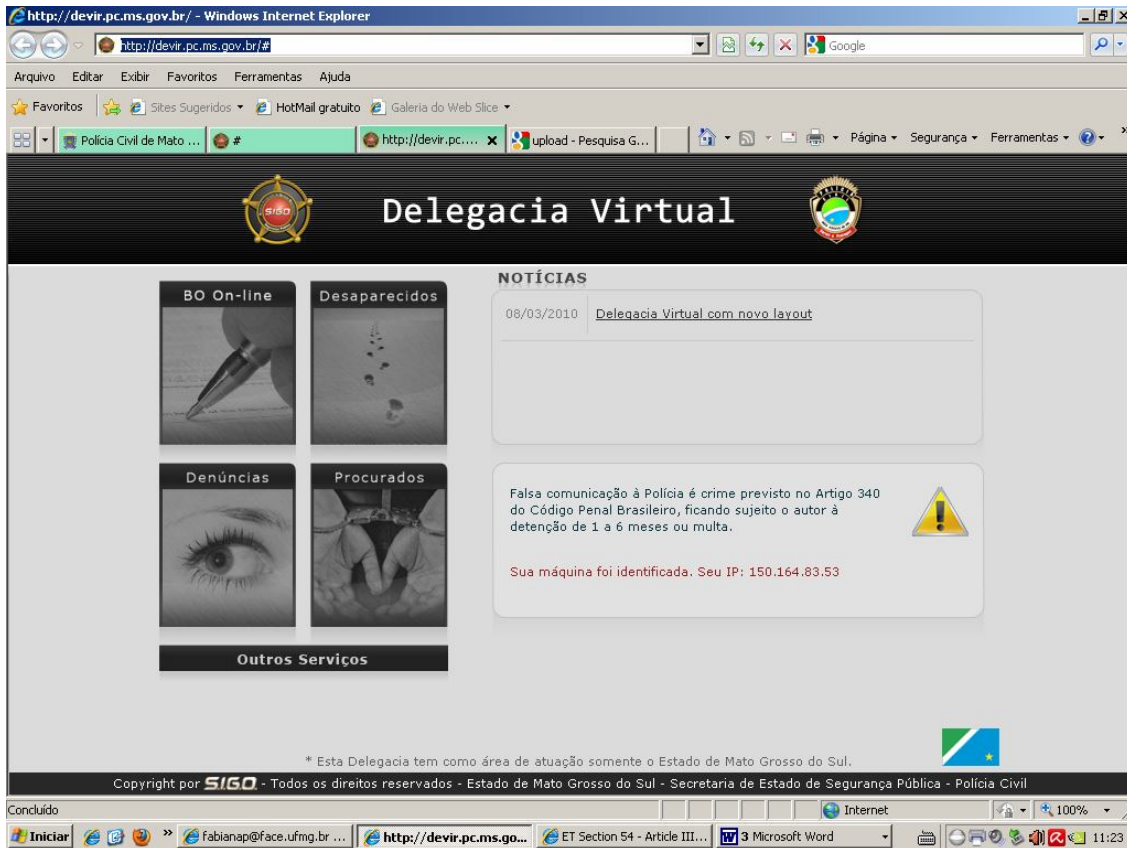 http://devir.pc.ms.gov.br/ - Windows Internet Explorer
http://devir.pc.ms.gov.br/#
Google
Arquivo Editar Exibir Favoritos Ferramentas Ajuda
Favoritos Sites Sugeridos HotMail gratuito Galeria do Web Slice
Polícia Civil de Mato ... # http://devir.pc.... upload - Pesquisa G... Página Segurança Ferramentas
SIGO
Delegacia Virtual
NOTÍCIAS
BO On-line Desaparecidos
08/03/2010 Delegacia Virtual com novo layout
Denúncias Procurados
Falsa comunicação à Polícia é crime previsto no Artigo 340
do Código Penal Brasileiro, ficando sujeito o autor à
detenção de 1 a 6 meses ou multa.
Sua máquina foi identificada. Seu IP: 150.164.83.53
Outros Serviços
* Esta Delegacia tem como área de atuação somente o Estado de Mato Grosso do Sul.
Copyright por SIGO - Todos os direitos reservados - Estado de Mato Grosso do Sul - Secretaria de Estado de Segurança Pública - Polícia Civil
Concluído Internet 100%
Iniciar fabianap@face.ufmg.br ... http://devir.pc.ms.go... ET Section 54 - Article III... 3 Microsoft Word 11:23